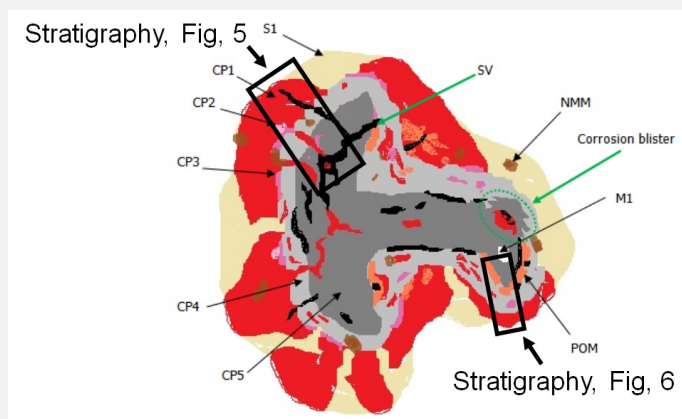 Stratigraphy, Fig, 5
S1
CP1
SV
CP2
NMM
Corrosion blister
CP3
M1
CP4
POM
CP5
Stratigraphy, Fig, 6